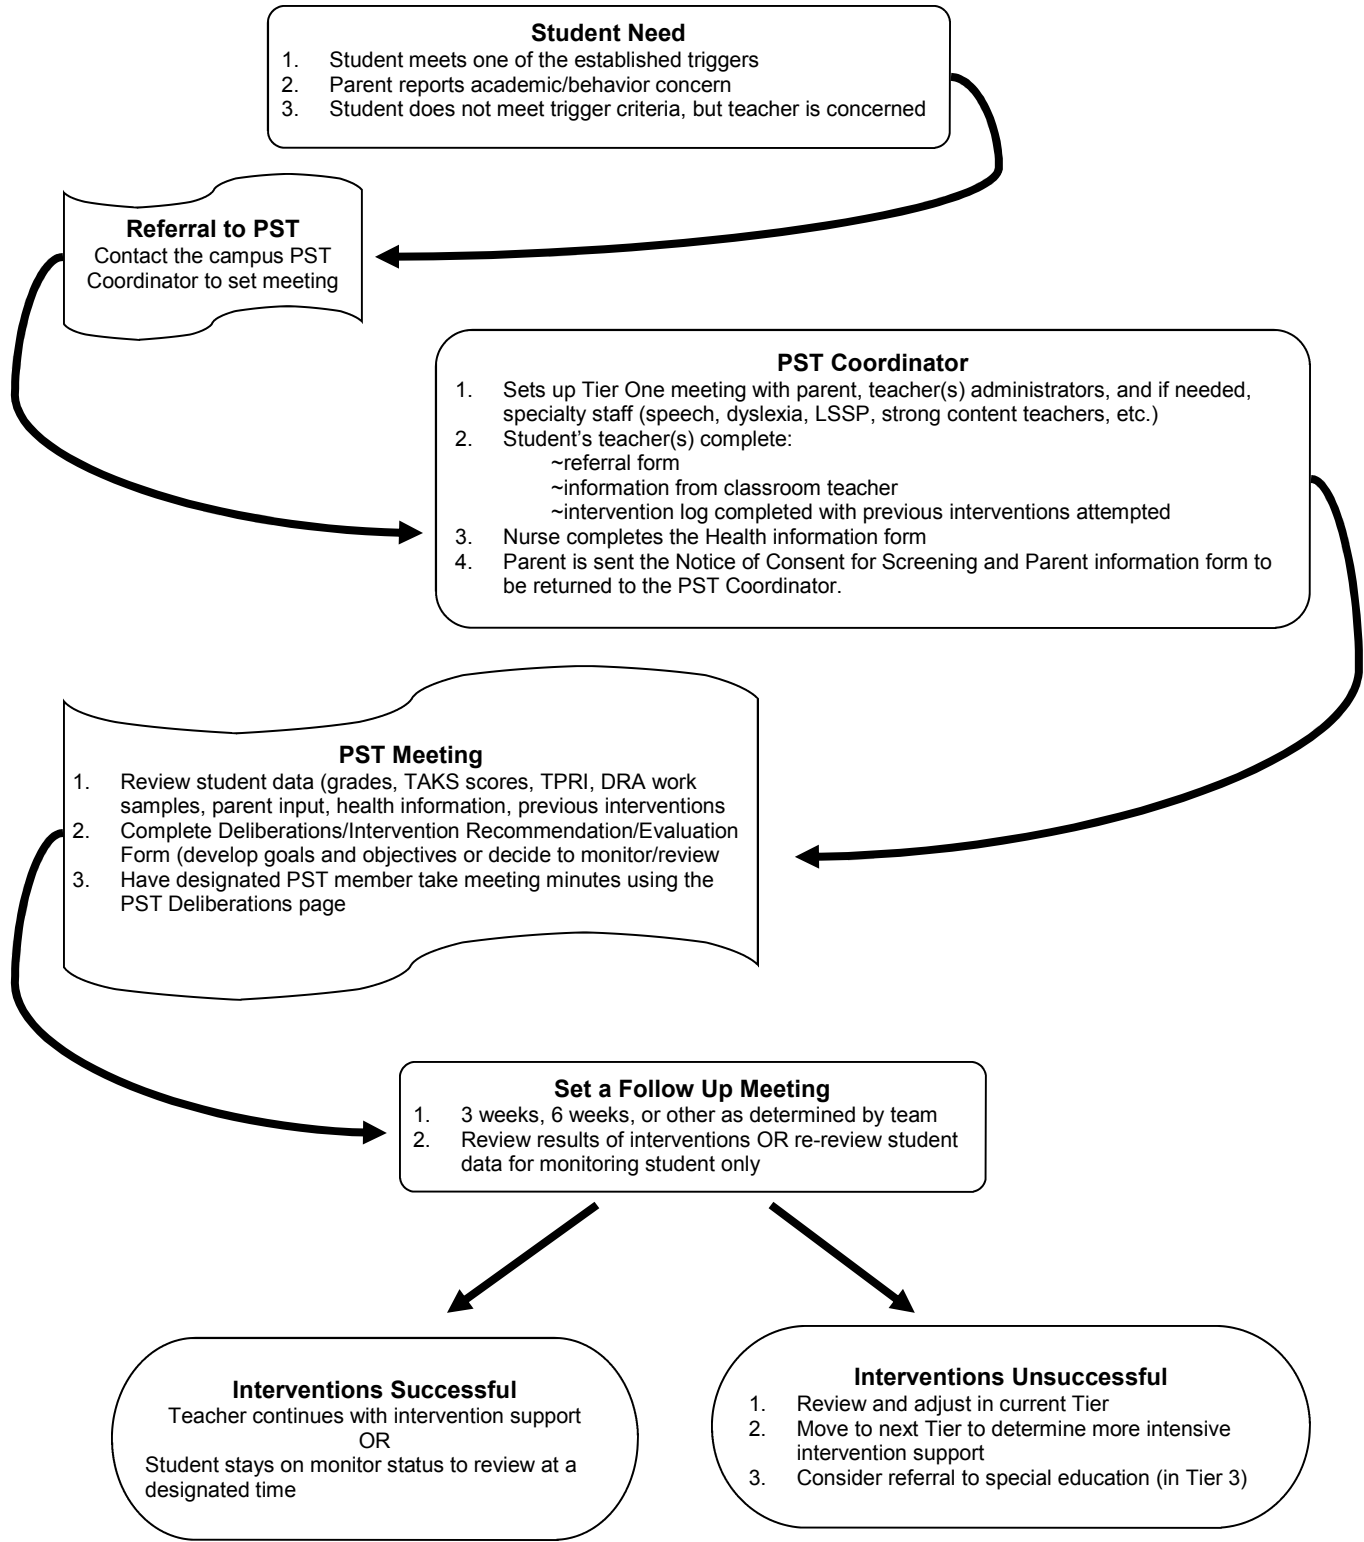 Student Need
1. Student meets one of the established triggers
2. Parent reports academic/behavior concern
3. Student does not meet trigger criteria, but teacher is concerned
Referral to PST
Contact the campus PST
Coordinator to set meeting
PST Coordinator
1. Sets up Tier One meeting with parent, teacher(s) administrators, and if needed,
specialty staff (speech, dyslexia, LSSP, strong content teachers, etc.)
2. Student’s teacher(s) complete:
~referral form
~information from classroom teacher
~intervention log completed with previous interventions attempted
3. Nurse completes the Health information form
4. Parent is sent the Notice of Consent for Screening and Parent information form to
be returned to the PST Coordinator.
PST Meeting
1. Review student data (grades, TAKS scores, TPRI, DRA work
samples, parent input, health information, previous interventions
2. Complete Deliberations/Intervention Recommendation/Evaluation
Form (develop goals and objectives or decide to monitor/review
3. Have designated PST member take meeting minutes using the
PST Deliberations page
Set a Follow Up Meeting
1. 3 weeks, 6 weeks, or other as determined by team
2. Review results of interventions OR re-review student
data for monitoring student only
Interventions Successful
Teacher continues with intervention support
OR
Student stays on monitor status to review at a
designated time
Interventions Unsuccessful
1. Review and adjust in current Tier
2. Move to next Tier to determine more intensive
intervention support
3. Consider referral to special education (in Tier 3)